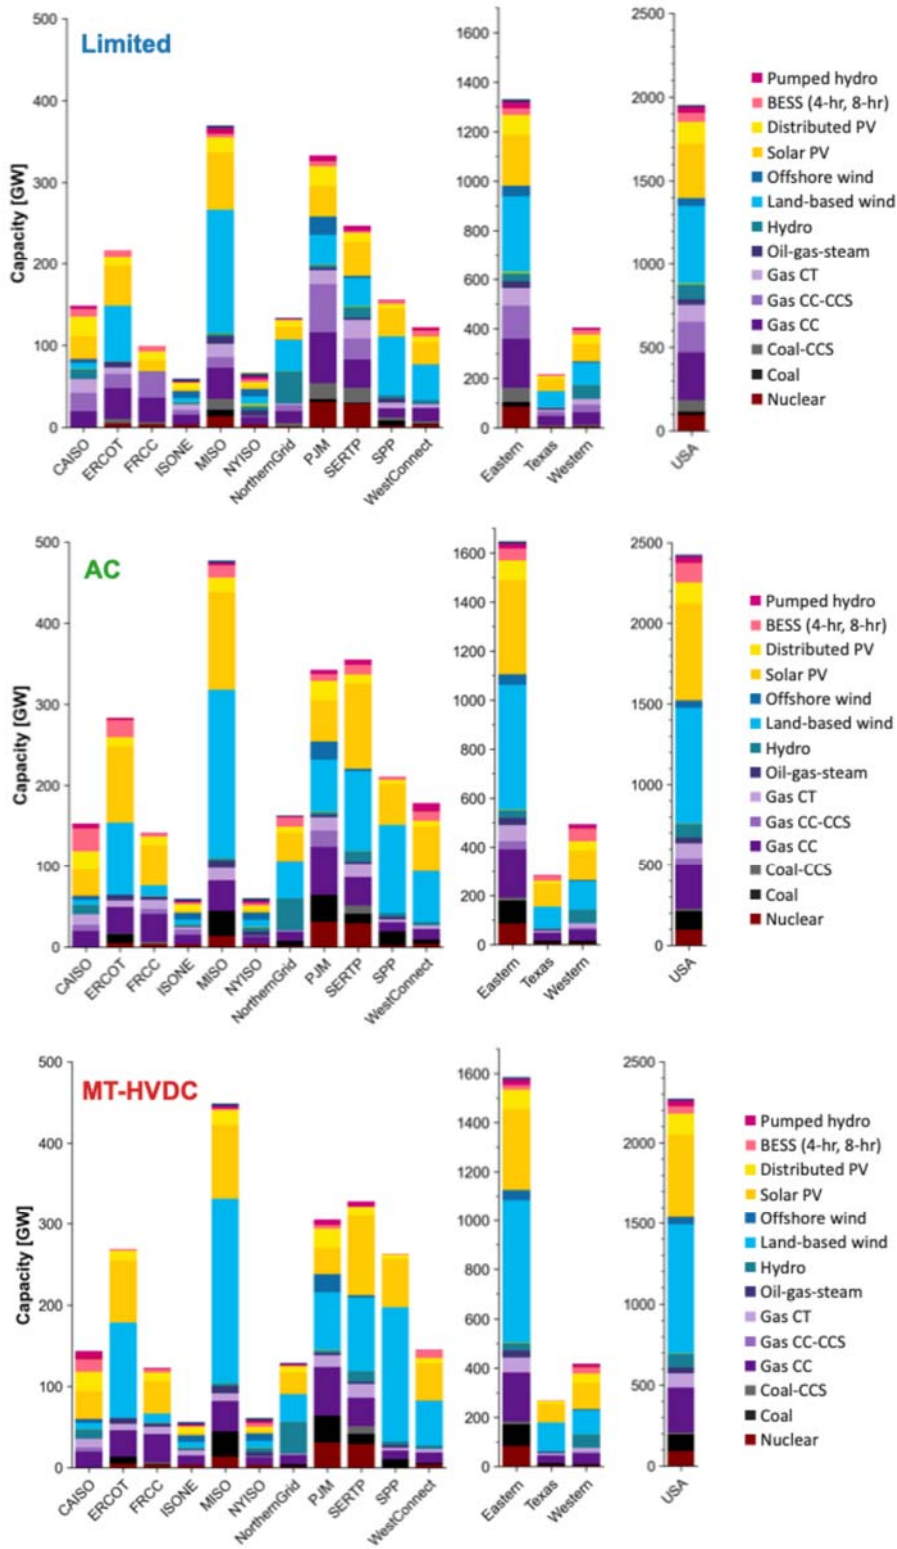 Limited
Capacity [GW]
500
400
300
200
100
0
CAISO
ERCOT
FRCC
ISONE
MISO
NYISO
NorthernGrid
PJM
SERTP
SPP
WestConnect
1600
1400
1200
1000
800
600
400
200
0
Eastern
Texas
Western
2500
2000
1500
1000
500
0
USA
Pumped hydro
BESS (4-hr, 8-hr)
Distributed PV
Solar PV
Offshore wind
Land-based wind
Hydro
Oil-gas-steam
Gas CT
Gas CC-CCS
Gas CC
Coal-CCS
Coal
Nuclear
AC
Capacity [GW]
500
400
300
200
100
0
CAISO
ERCOT
FRCC
ISONE
MISO
NYISO
NorthernGrid
PJM
SERTP
SPP
WestConnect
1600
1400
1200
1000
800
600
400
200
0
Eastern
Texas
Western
2500
2000
1500
1000
500
0
USA
Pumped hydro
BESS (4-hr, 8-hr)
Distributed PV
Solar PV
Offshore wind
Land-based wind
Hydro
Oil-gas-steam
Gas CT
Gas CC-CCS
Gas CC
Coal-CCS
Coal
Nuclear
MT-HVDC
Capacity [GW]
500
400
300
200
100
0
CAISO
ERCOT
FRCC
ISONE
MISO
NYISO
NorthernGrid
PJM
SERTP
SPP
WestConnect
1600
1400
1200
1000
800
600
400
200
0
Eastern
Texas
Western
2500
2000
1500
1000
500
0
USA
Pumped hydro
BESS (4-hr, 8-hr)
Distributed PV
Solar PV
Offshore wind
Land-based wind
Hydro
Oil-gas-steam
Gas CT
Gas CC-CCS
Gas CC
Coal-CCS
Coal
Nuclear